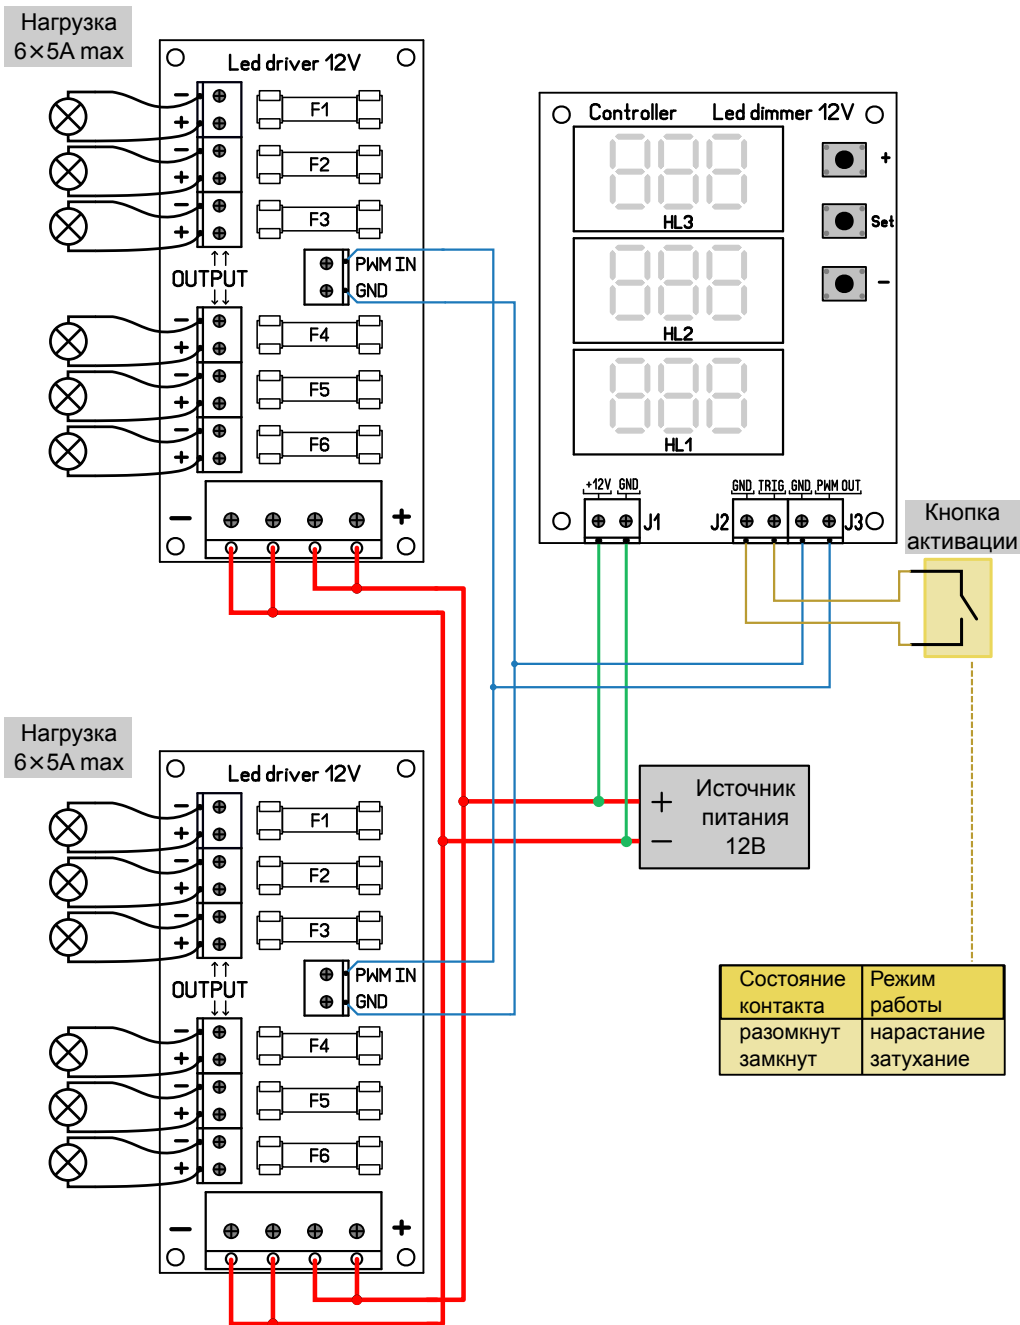 Нагрузка
6×5A max
Led driver 12V
−
+
F1
−
+
F2
−
+
F3
↑↑
OUTPUT
↓↓
PWM IN
GND
−
+
F4
−
+
F5
−
+
F6
− +
Controller Led dimmer 12V
HL3
HL2
HL1
+
Set
−
+12V GND
J1
GND TRIG GND PWM OUT
J2 J3
Кнопка
активации
Нагрузка
6×5A max
Led driver 12V
−
+
F1
−
+
F2
−
+
F3
↑↑
OUTPUT
↓↓
PWM IN
GND
−
+
F4
−
+
F5
−
+
F6
− +
+ Источник
питания
− 12В
Состояние Режим
контакта работы
разомкнут нарастание
замкнут затухание